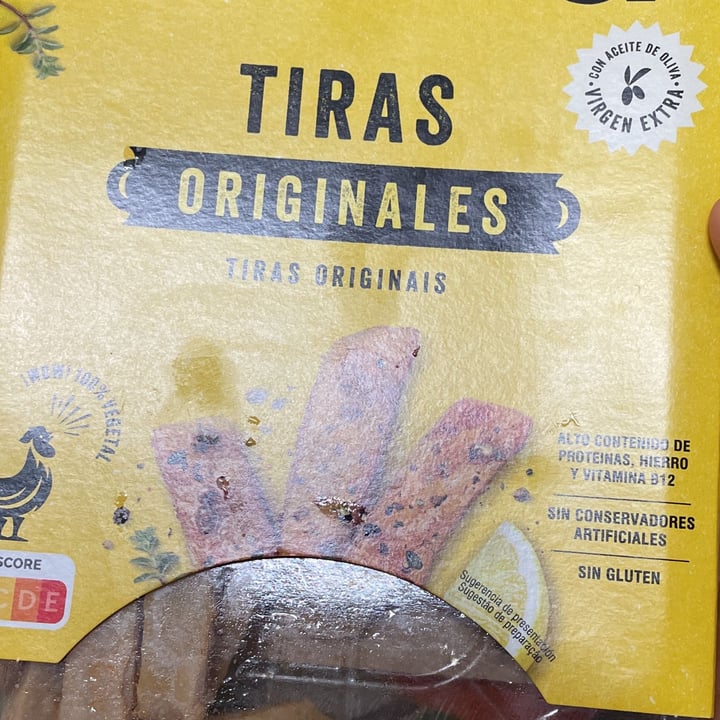 · CON ACEITE DE OLIVA ·
VIRGEN EXTRA
TIRAS
ORIGINALES
TIRAS ORIGINAIS
¡WOW! 100% VEGETAL
ALTO CONTENIDO DE
PROTEINAS, HIERRO
Y VITAMINA B12
SIN CONSERVADORES
ARTIFICIALES
SIN GLUTEN
SCORE
C D E
Sugerencia de presentación
Sugestão de preparação